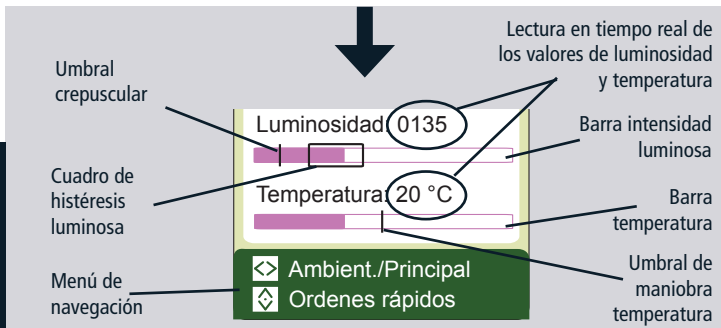 Lectura en tiempo real de
los valores de luminosidad
y temperatura
Umbral
crepuscular
Luminosidad: 0135
Barra intensidad
luminosa
Cuadro de
histéresis
luminosa
Temperatura: 20 °C
Barra
temperatura
Umbral de
maniobra
temperatura
Menú de
navegación
Ambient./Principal
Ordenes rápidos